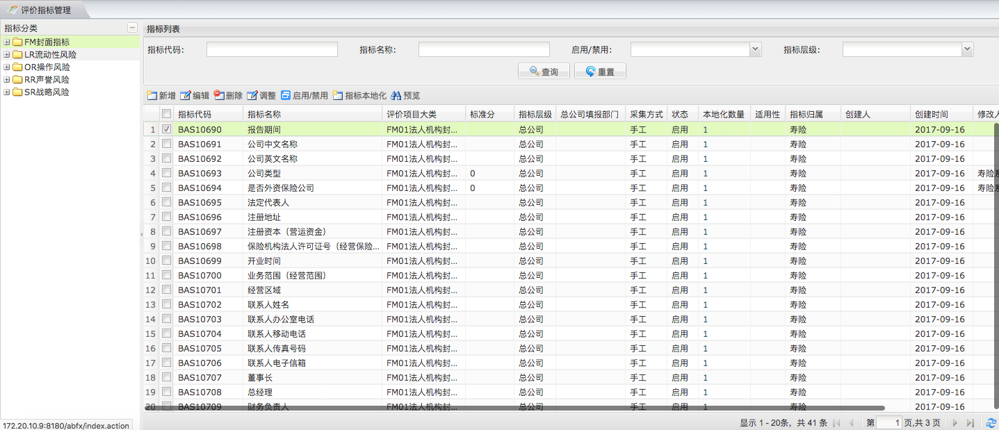 评价指标管理
指标分类
FM封面指标
LR流动性风险
OR操作风险
RR声誉风险
SR战略风险
指标列表
指标代码: 指标名称: 启用/禁用: 指标层级:
查询 重置
新增 编辑 删除 调整 启用/禁用 指标本地化 预览
指标代码 指标名称 评价项目大类 标准分 指标层级 总公司填报部门 采集方式 状态 本地化数量 适用性 指标归属 创建人 创建时间 修改人
1 BAS10690 报告期间 FM01法人机构封... 总公司 手工 启用 1 寿险 2017-09-16
2 BAS10691 公司中文名称 FM01法人机构封... 总公司 手工 启用 1 寿险 2017-09-16
3 BAS10692 公司英文名称 FM01法人机构封... 总公司 手工 启用 1 寿险 2017-09-16
4 BAS10693 公司类型 FM01法人机构封... 0 总公司 手工 启用 1 寿险 2017-09-16 寿险系
5 BAS10694 是否外资保险公司 FM01法人机构封... 0 总公司 手工 启用 1 寿险 2017-09-16 寿险系
6 BAS10695 法定代表人 FM01法人机构封... 总公司 手工 启用 1 寿险 2017-09-16
7 BAS10696 注册地址 FM01法人机构封... 总公司 手工 启用 1 寿险 2017-09-16
8 BAS10697 注册资本（营运资金） FM01法人机构封... 总公司 手工 启用 1 寿险 2017-09-16
9 BAS10698 保险机构法人许可证号（经营保险... FM01法人机构封... 总公司 手工 启用 1 寿险 2017-09-16
10 BAS10699 开业时间 FM01法人机构封... 总公司 手工 启用 1 寿险 2017-09-16
11 BAS10700 业务范围（经营范围） FM01法人机构封... 总公司 手工 启用 1 寿险 2017-09-16
12 BAS10701 经营区域 FM01法人机构封... 总公司 手工 启用 1 寿险 2017-09-16
13 BAS10702 联系人姓名 FM01法人机构封... 总公司 手工 启用 1 寿险 2017-09-16
14 BAS10703 联系人办公室电话 FM01法人机构封... 总公司 手工 启用 1 寿险 2017-09-16
15 BAS10704 联系人移动电话 FM01法人机构封... 总公司 手工 启用 1 寿险 2017-09-16
16 BAS10705 联系人传真号码 FM01法人机构封... 总公司 手工 启用 1 寿险 2017-09-16
17 BAS10706 联系人电子信箱 FM01法人机构封... 总公司 手工 启用 1 寿险 2017-09-16
18 BAS10707 董事长 FM01法人机构封... 总公司 手工 启用 1 寿险 2017-09-16
19 BAS10708 总经理 FM01法人机构封... 总公司 手工 启用 1 寿险 2017-09-16
20 BAS10709 财务负责人 FM01法人机构封... 总公司 手工 启用 1 寿险 2017-09-16
显示 1 - 20条，共 41 条 第 1 页,共 3 页
172.20.10.9:8180/abfx/index.action